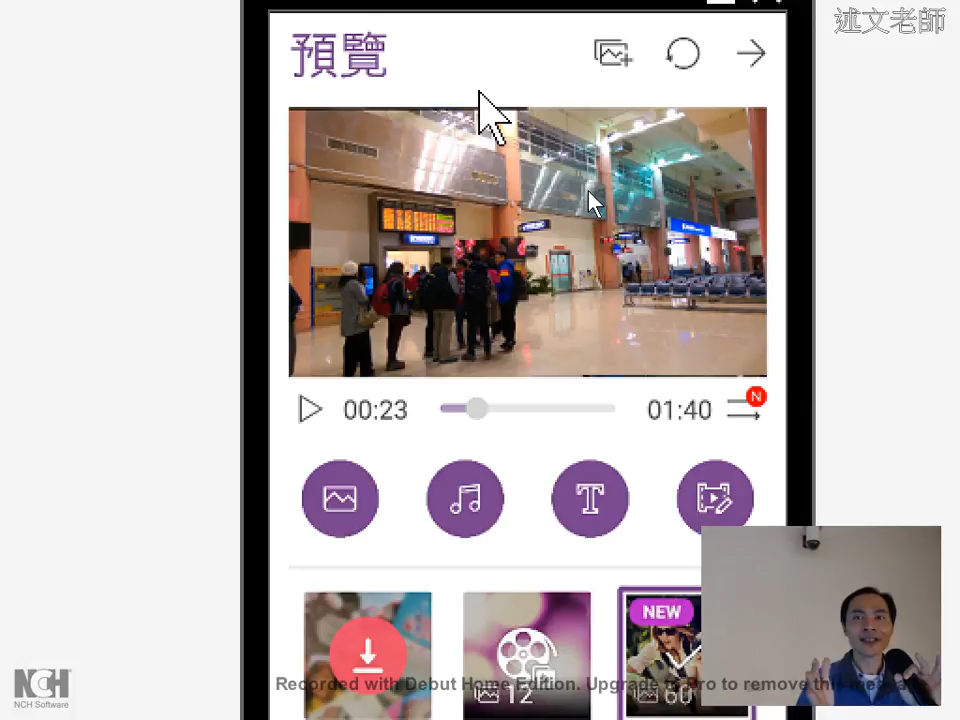 述文老師
預覽
00:23
01:40
N
T
NEW
12
60
Recorded with Debut Home Edition. Upgrade to Pro to remove this message
NCH
NCH Software